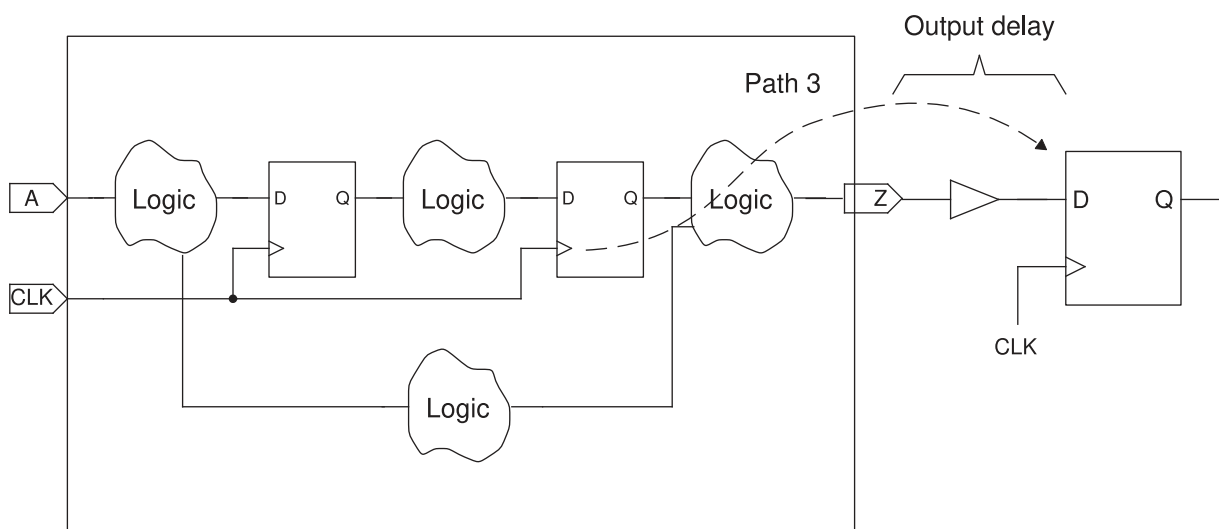 Output delay
Path 3
A
Logic
D
Q
Logic
D
Q
Logic
Z
D
Q
CLK
CLK
Logic